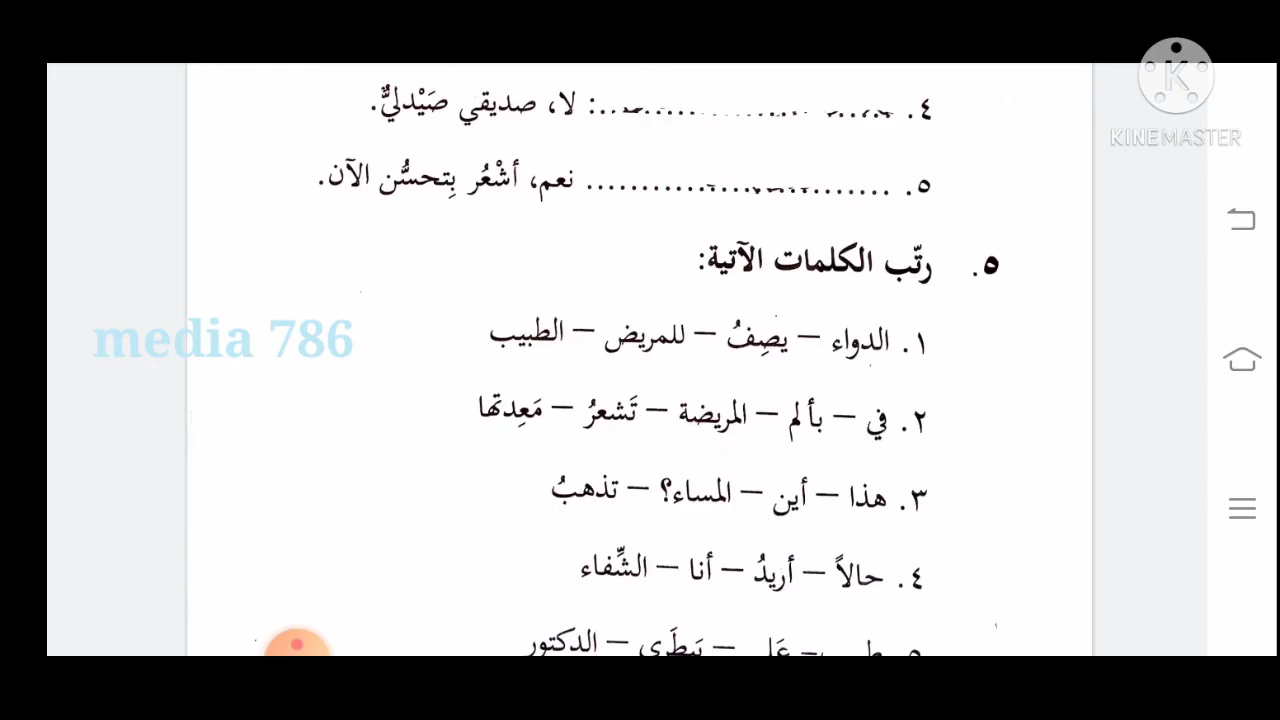 KINEMASTER
٤. ......................: لا، صديقي صَيْدليٌّ.
٥. ...................... نعم، أشْعُر بِتحسُّن الآن.
٥. رتّب الكلمات الآتية:
media 786
١. الدواء – يصِفُ – للمريض – الطبيب
٢. في – بألم – المريضة – تَشعرُ – مَعِدتها
٣. هذا – أين – المساء؟ – تذهبُ
٤. حالاً – أريدُ – أنا – الشِّفاء
الدكتور